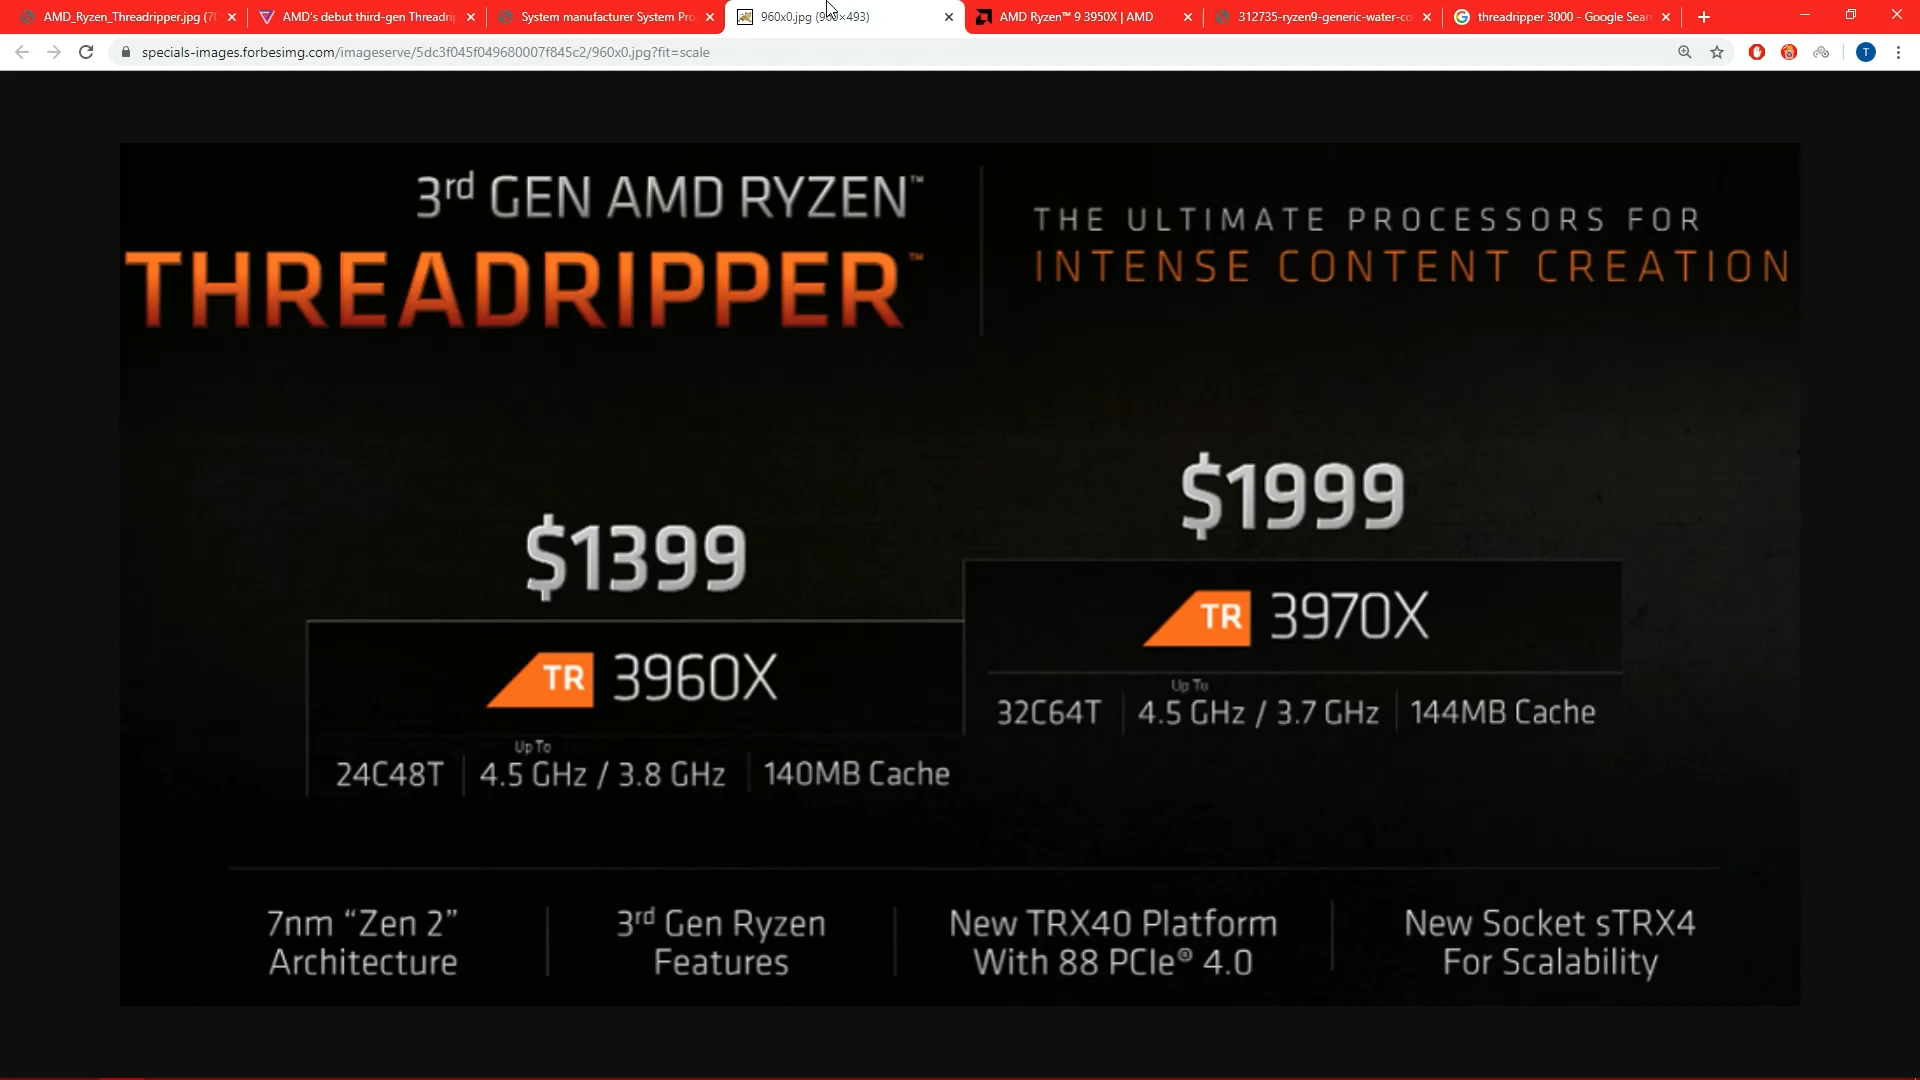 AMD_Ryzen_Threadripper.jpg (70
AMD's debut third-gen Threadrip
System manufacturer System Pro
960x0.jpg (960×493)
AMD Ryzen™ 9 3950X | AMD
312735-ryzen9-generic-water-co
threadripper 3000 - Google Sear
specials-images.forbesimg.com/imageserve/5dc3f045f049680007f845c2/960x0.jpg?fit=scale
T
3rd GEN AMD RYZEN™
THREADRIPPER™
THE ULTIMATE PROCESSORS FOR
INTENSE CONTENT CREATION
$1399
TR 3960X
Up To
24C48T | 4.5 GHz / 3.8 GHz | 140MB Cache
$1999
TR 3970X
Up To
32C64T | 4.5 GHz / 3.7 GHz | 144MB Cache
7nm “Zen 2”
Architecture
3rd Gen Ryzen
Features
New TRX40 Platform
With 88 PCIe® 4.0
New Socket sTRX4
For Scalability